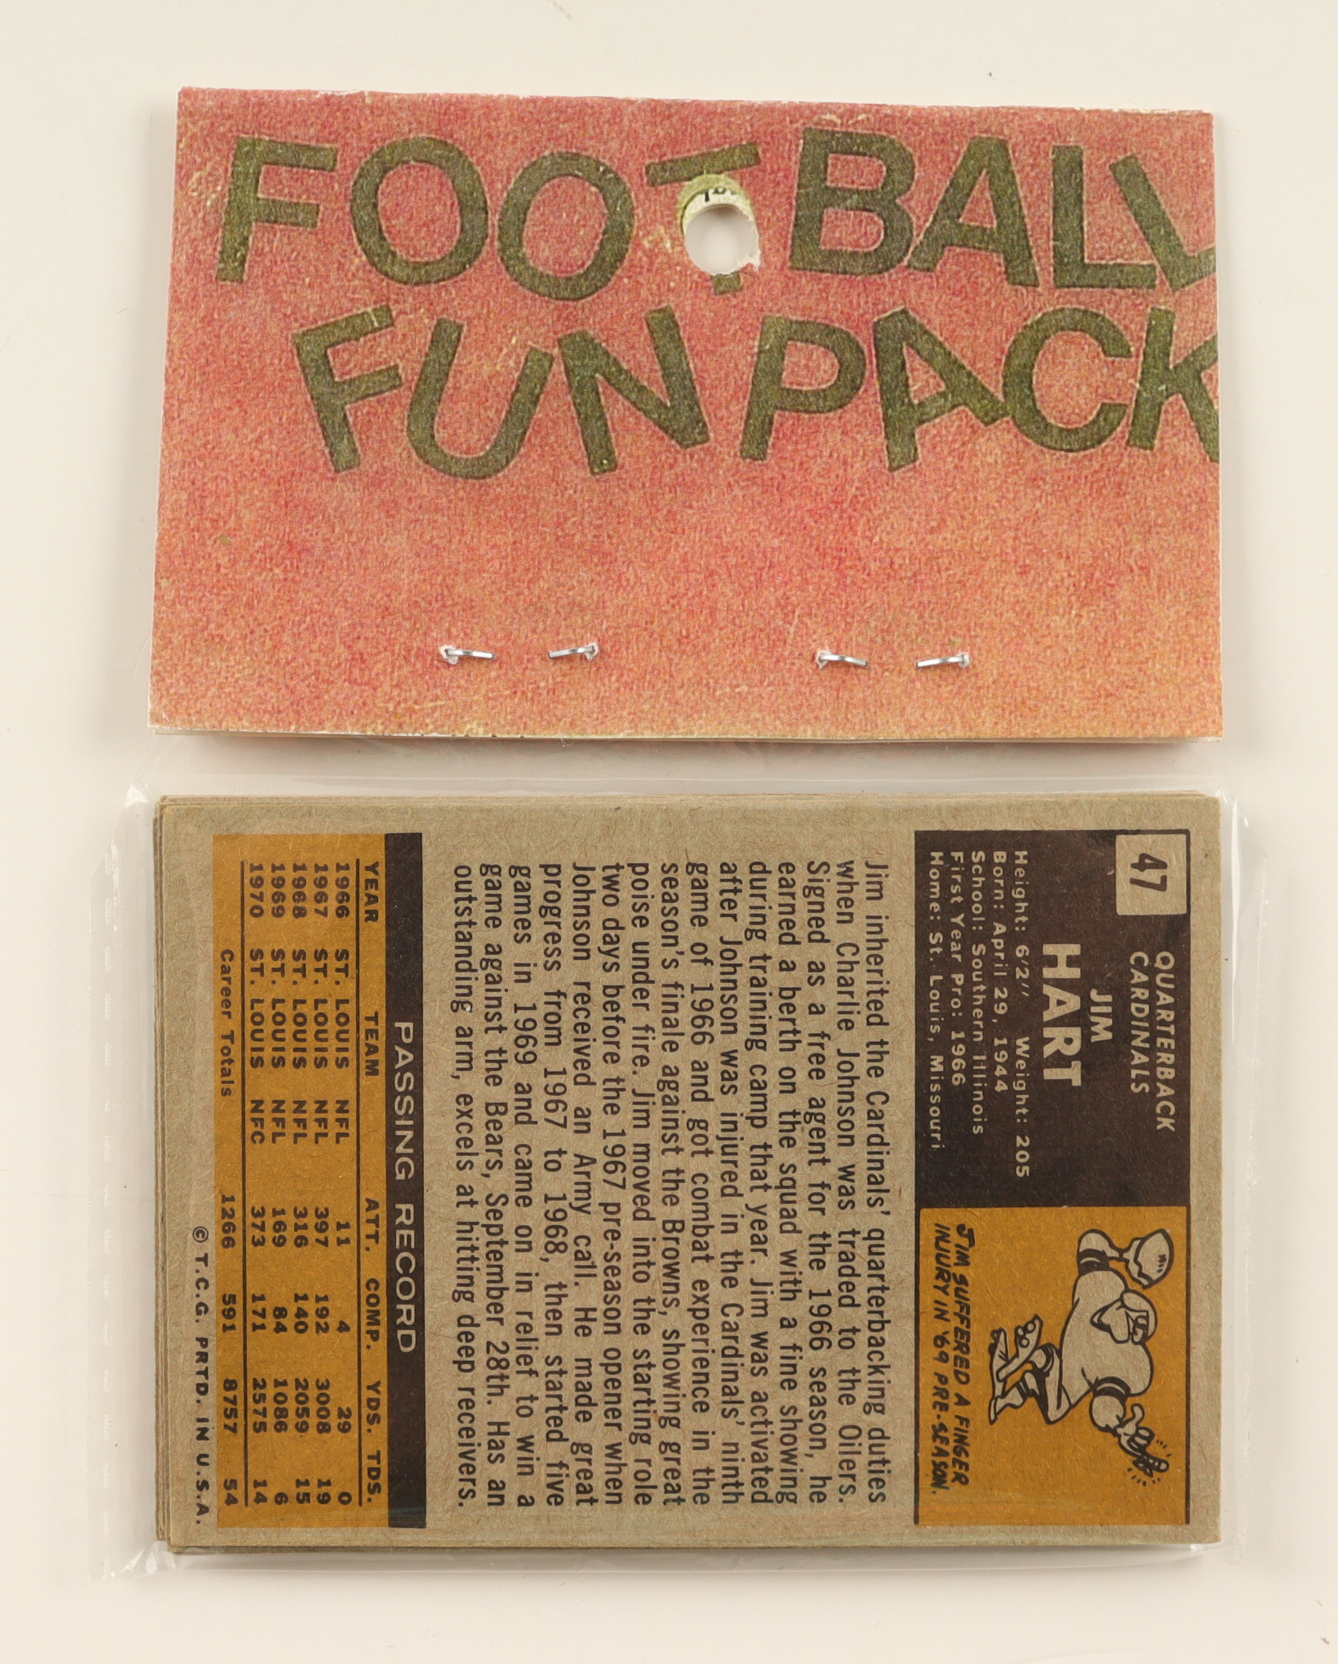 FOOTBALL
FUN PACK
47
QUARTERBACK
CARDINALS
JIM
HART
Height: 6'2" Weight: 205
Born: April 29, 1944
School: Southern Illinois
First Year Pro: 1966
Home: St. Louis, Missouri
JIM SUFFERED A FINGER
INJURY IN '69 PRE-SEASON.
Jim inherited the Cardinals' quarterbacking duties
when Charlie Johnson was traded to the Oilers.
Signed as a free agent for the 1966 season, he
earned a berth on the squad with a fine showing
during training camp that year. Jim was activated
after Johnson was injured in the Cardinals' ninth
game of 1966 and got combat experience in the
season's finale against the Browns, showing great
poise under fire. Jim moved into the starting role
two days before the 1967 pre-season opener when
Johnson received an Army call. He made great
progress from 1967 to 1968, then started five
games in 1969 and came on in relief to win a
game against the Bears, September 28th. Has an
outstanding arm, excels at hitting deep receivers.
PASSING RECORD
YEAR TEAM ATT. COMP. YDS. TDS.
1966 ST. LOUIS NFL 11 4 29 0
1967 ST. LOUIS NFL 397 192 3008 19
1968 ST. LOUIS NFL 316 140 2059 15
1969 ST. LOUIS NFL 169 84 1086 6
1970 ST. LOUIS NFC 373 171 2575 14
Career Totals 1266 591 8757 54
© T.C.G. PRTD. IN U.S.A.